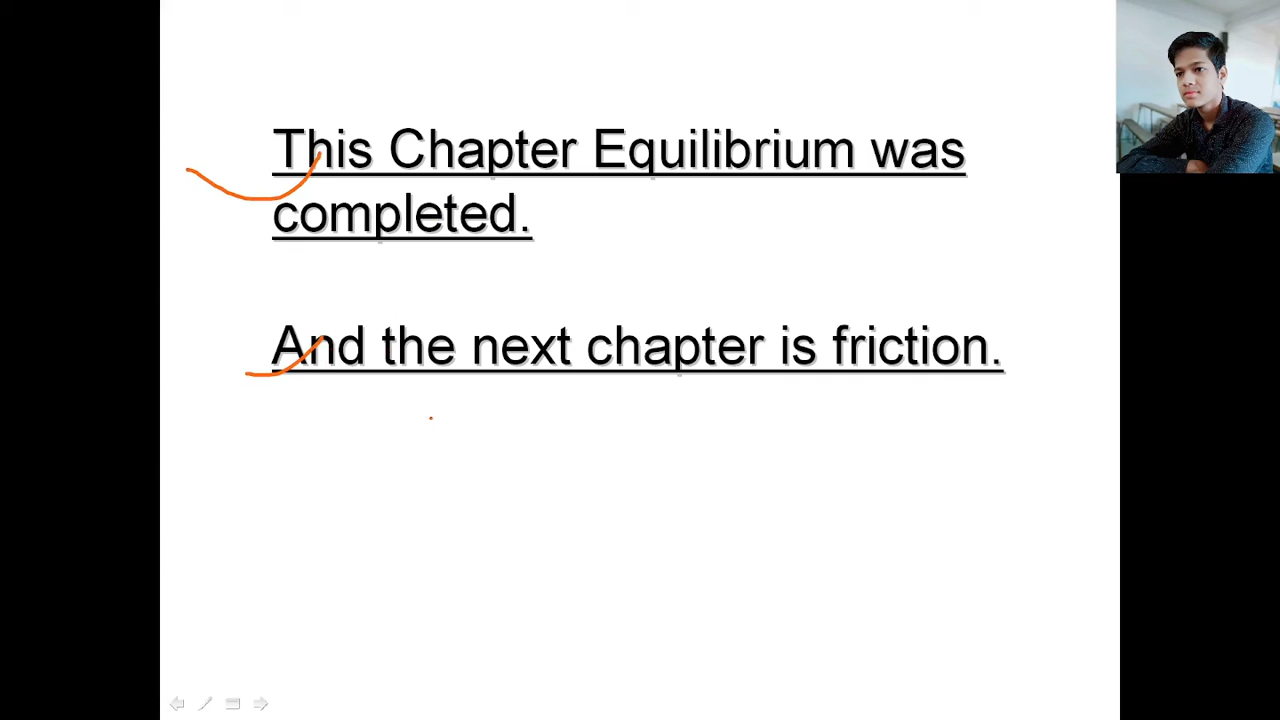 This Chapter Equilibrium was
completed.
And the next chapter is friction.